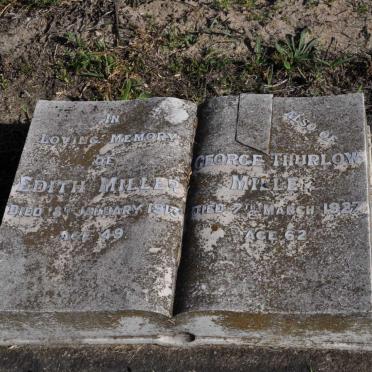 IN
LOVING MEMORY
OF
EDITH MILLER
DIED JANUARY
AGE 49
ALSO OF
GEORGE THURLOW
MILLER
DIED MARCH 1927
AGE 62